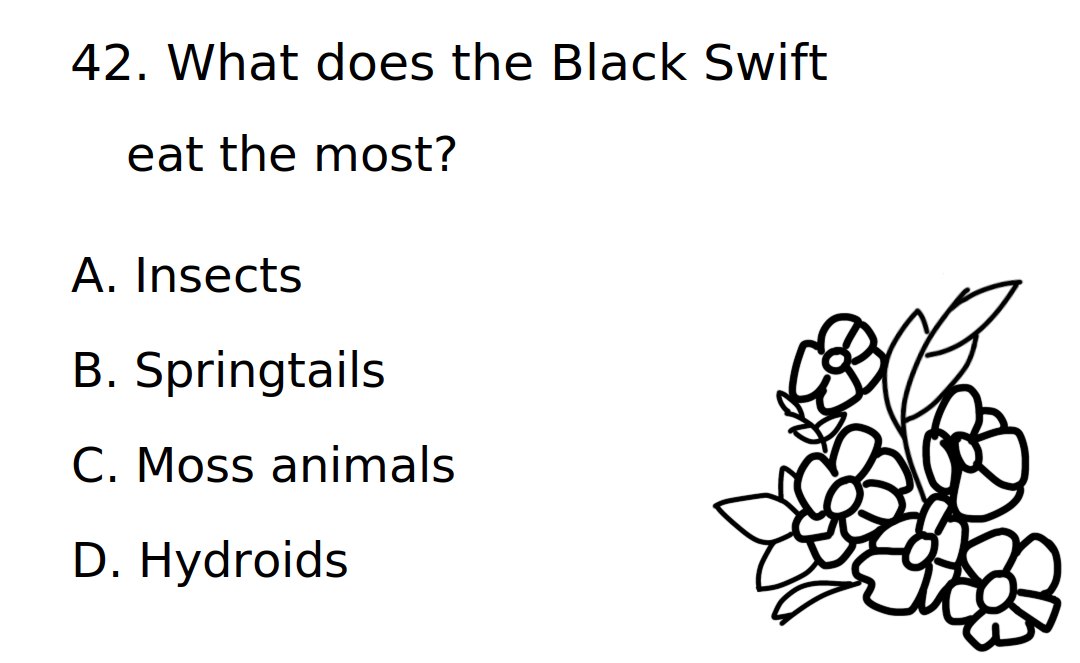 42. What does the Black Swift
eat the most?
A. Insects
B. Springtails
C. Moss animals
D. Hydroids